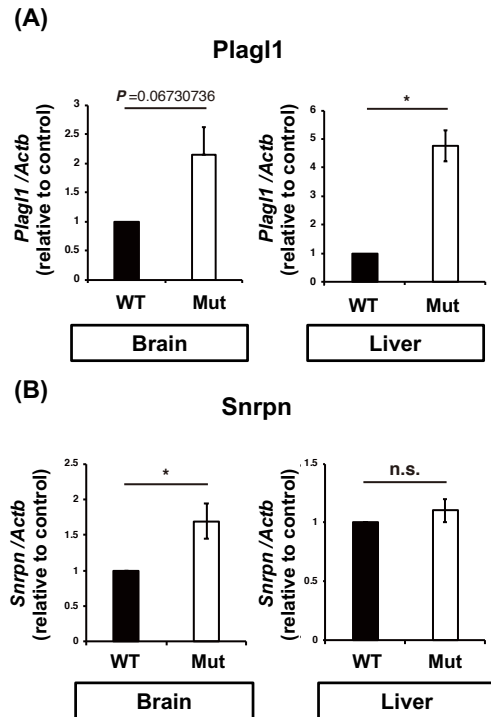 (A)
Plagl1
P=0.06730736
*
Plagl1 /Actb
(relative to control)
3
2.5
2
1.5
1
0.5
0
WT
Mut
Brain
Plagl1 /Actb
(relative to control)
6
5
4
3
2
1
0
WT
Mut
Liver
(B)
Snrpn
*
n.s.
Snrpn /Actb
(relative to control)
2.5
2
1.5
1
0.5
0
WT
Mut
Brain
Snrpn /Actb
(relative to control)
1.5
1
0.5
0
WT
Mut
Liver